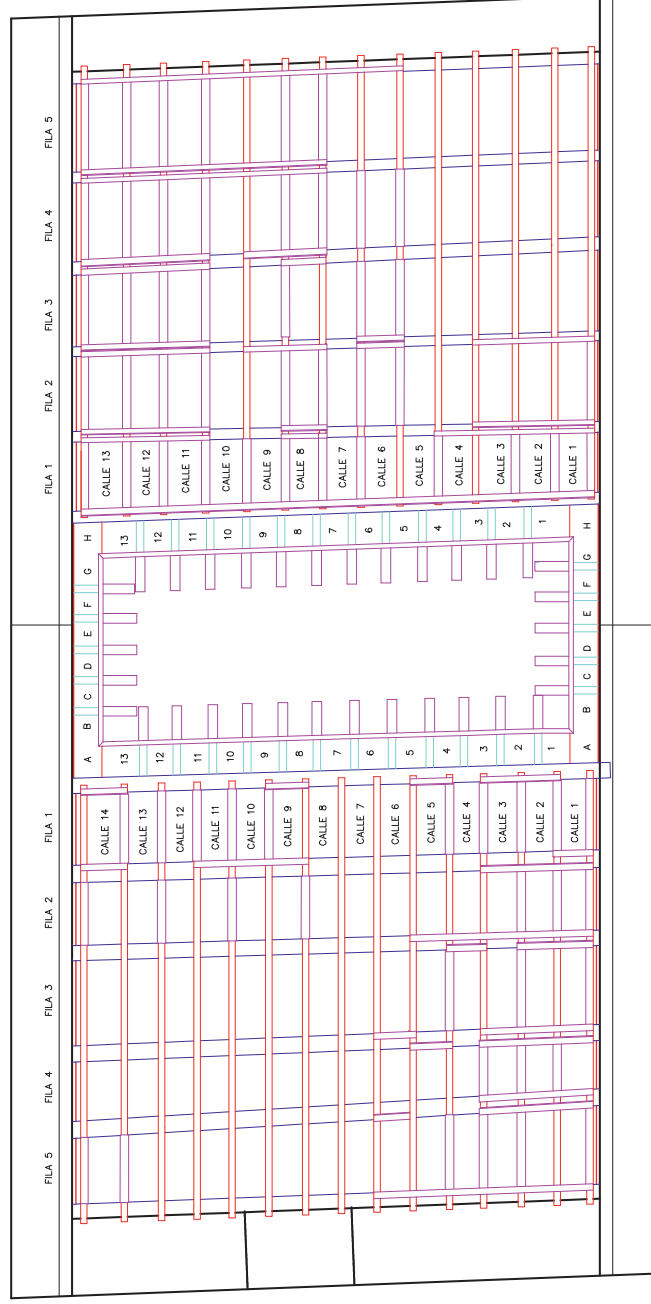 FILA 5
FILA 4
FILA 3
FILA 2
FILA 1
CALLE 13
CALLE 12
CALLE 11
CALLE 10
CALLE 9
CALLE 8
CALLE 7
CALLE 6
CALLE 5
CALLE 4
CALLE 3
CALLE 2
CALLE 1
H
13
12
11
10
9
8
7
6
5
4
3
2
1
H
G
F
E
D
C
B
A
G
F
E
D
C
B
A
13
12
11
10
9
8
7
6
5
4
3
2
1
FILA 1
CALLE 14
CALLE 13
CALLE 12
CALLE 11
CALLE 10
CALLE 9
CALLE 8
CALLE 7
CALLE 6
CALLE 5
CALLE 4
CALLE 3
CALLE 2
CALLE 1
FILA 2
FILA 3
FILA 4
FILA 5